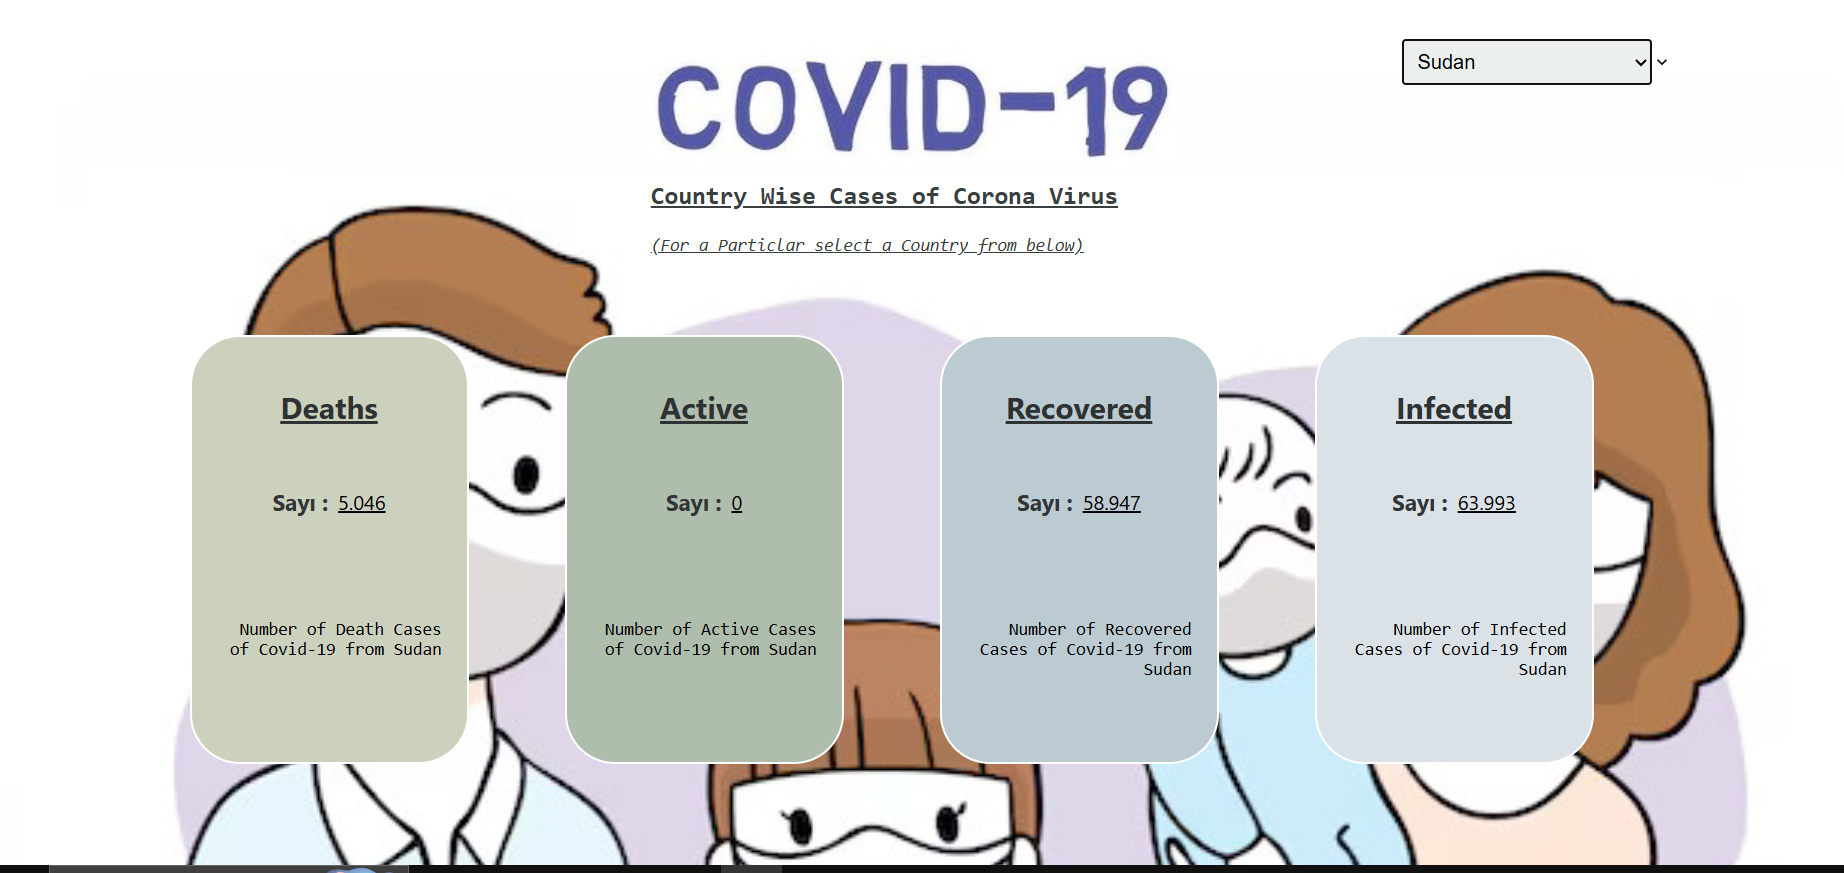 COVID-19
Sudan
Country Wise Cases of Corona Virus
(For a Particlar select a Country from below)
Deaths
Sayı : 5.046
Number of Death Cases
of Covid-19 from Sudan
Active
Sayı : 0
Number of Active Cases
of Covid-19 from Sudan
Recovered
Sayı : 58.947
Number of Recovered
Cases of Covid-19 from
Sudan
Infected
Sayı : 63.993
Number of Infected
Cases of Covid-19 from
Sudan